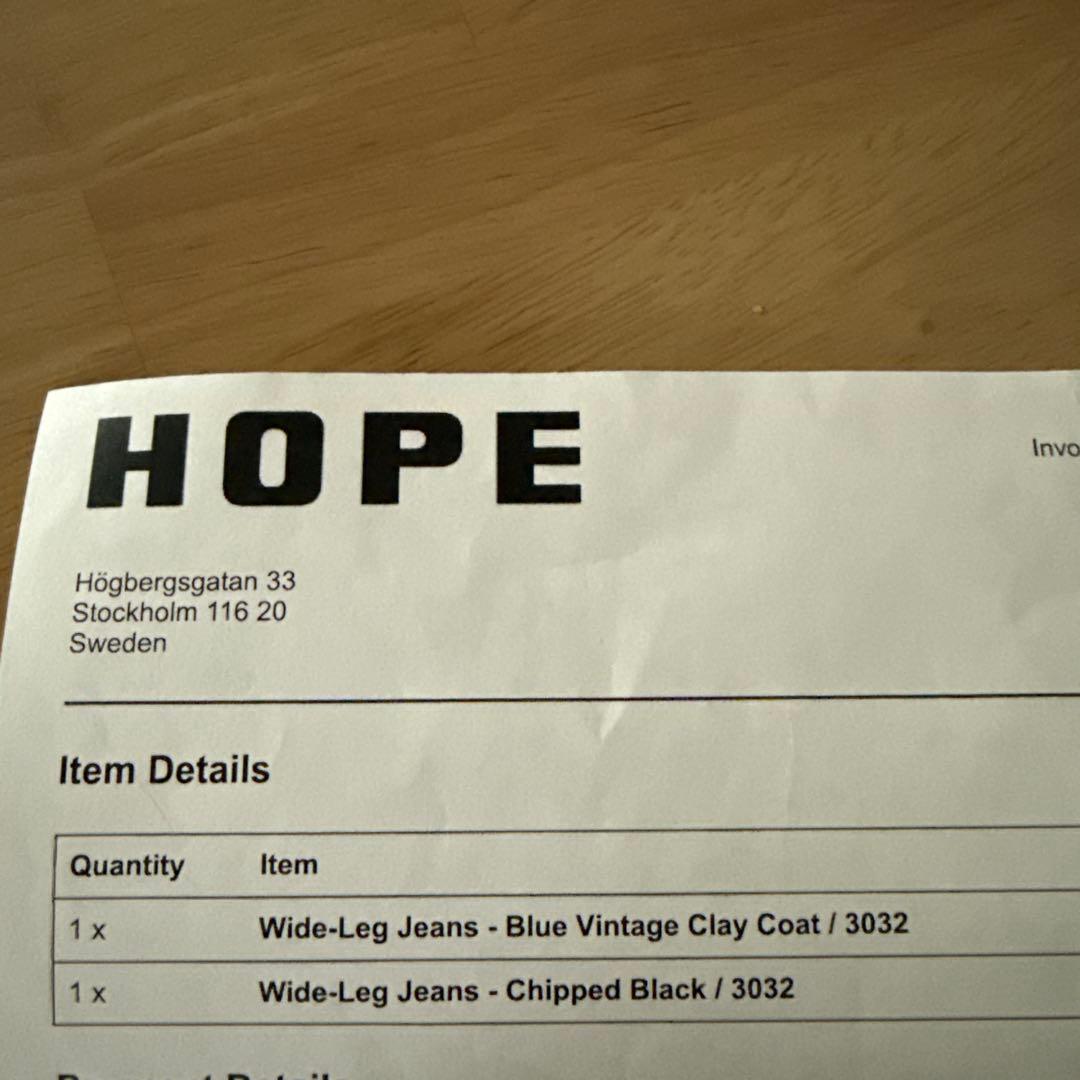 HOPE
Invo
Högbergsgatan 33
Stockholm 116 20
Sweden
Item Details
Quantity Item
1 x Wide-Leg Jeans - Blue Vintage Clay Coat / 3032
1 x Wide-Leg Jeans - Chipped Black / 3032